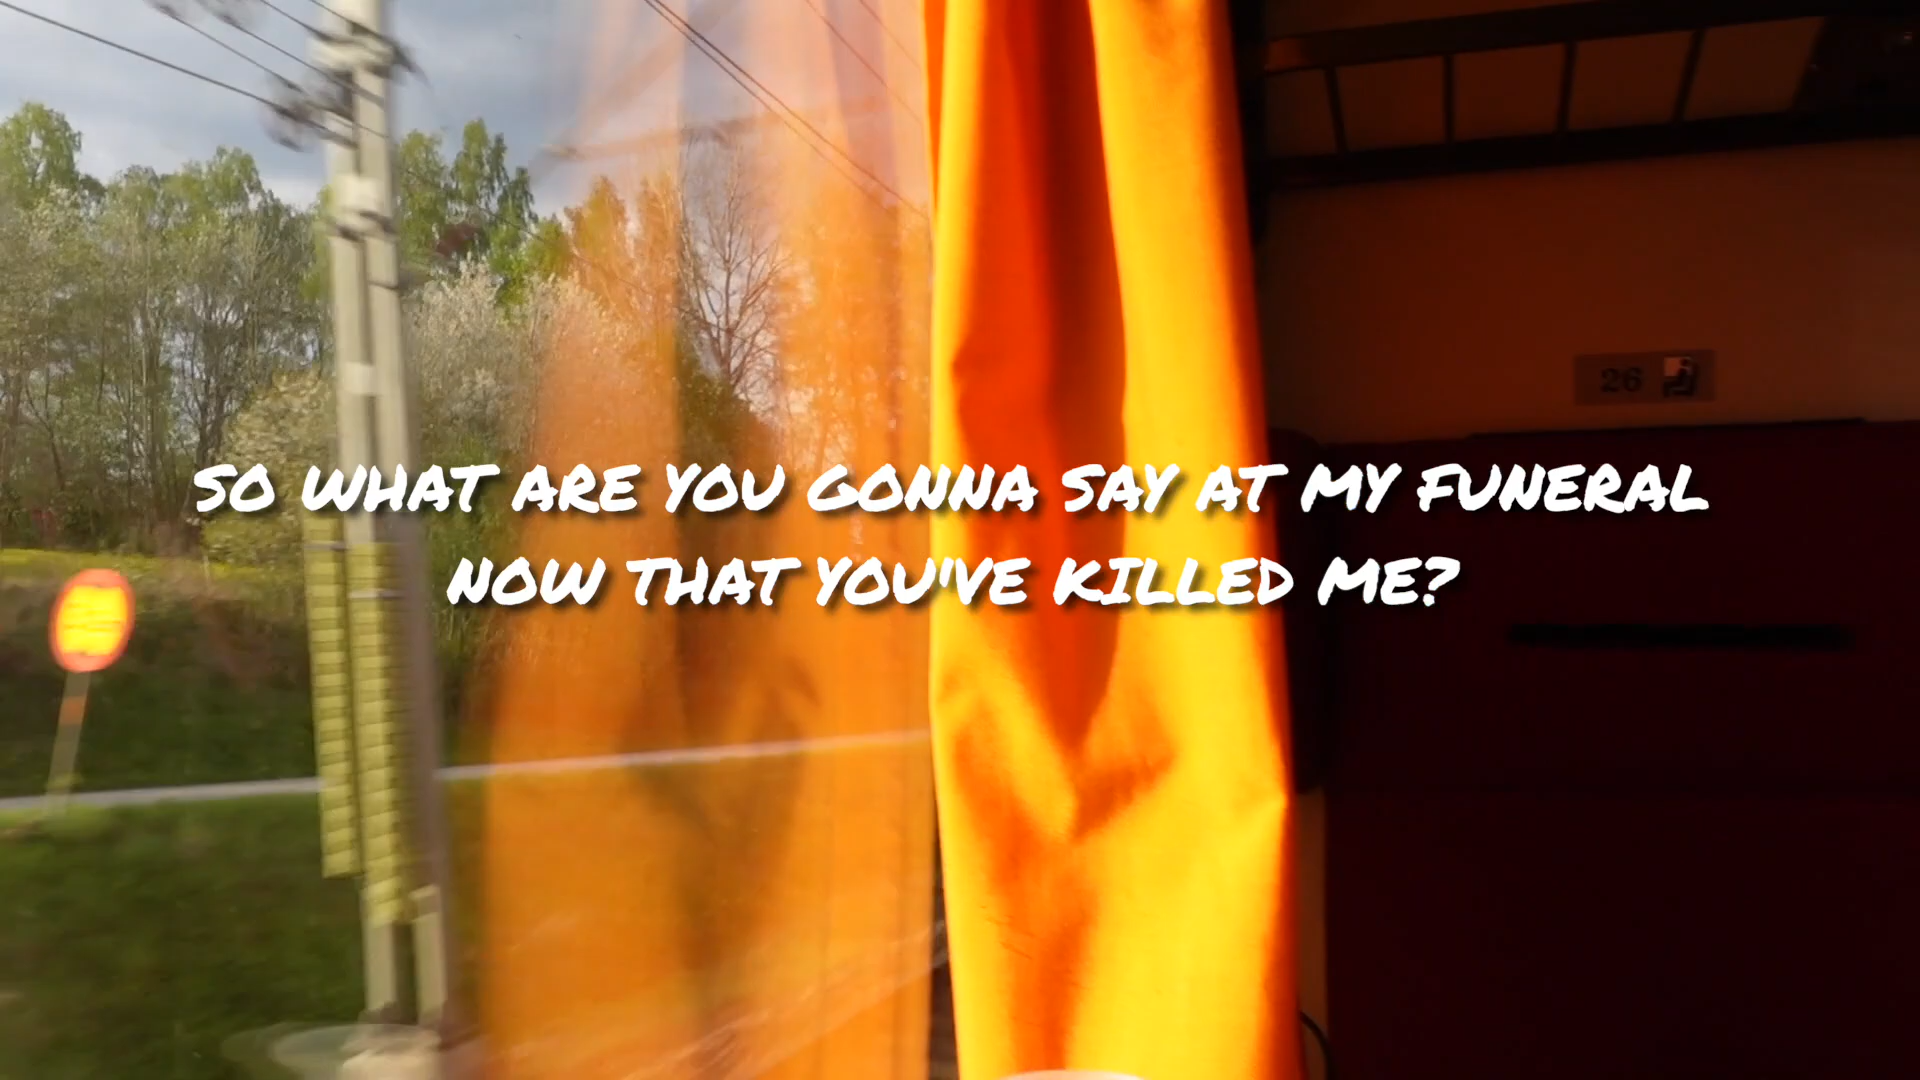 26
SO WHAT ARE YOU GONNA SAY AT MY FUNERAL
NOW THAT YOU'VE KILLED ME?